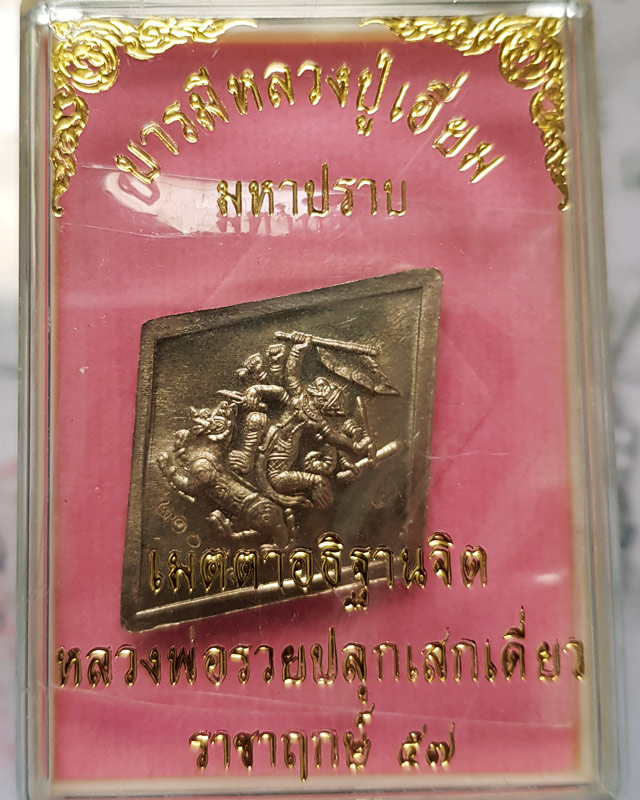 บารมีหลวงปู่เอี่ยม
มหาปราบ
เมตตาอธิฐานจิต
หลวงพ่อรวยปลุกเสกเดี่ยว
ราชาฤกษ์ ๕๗